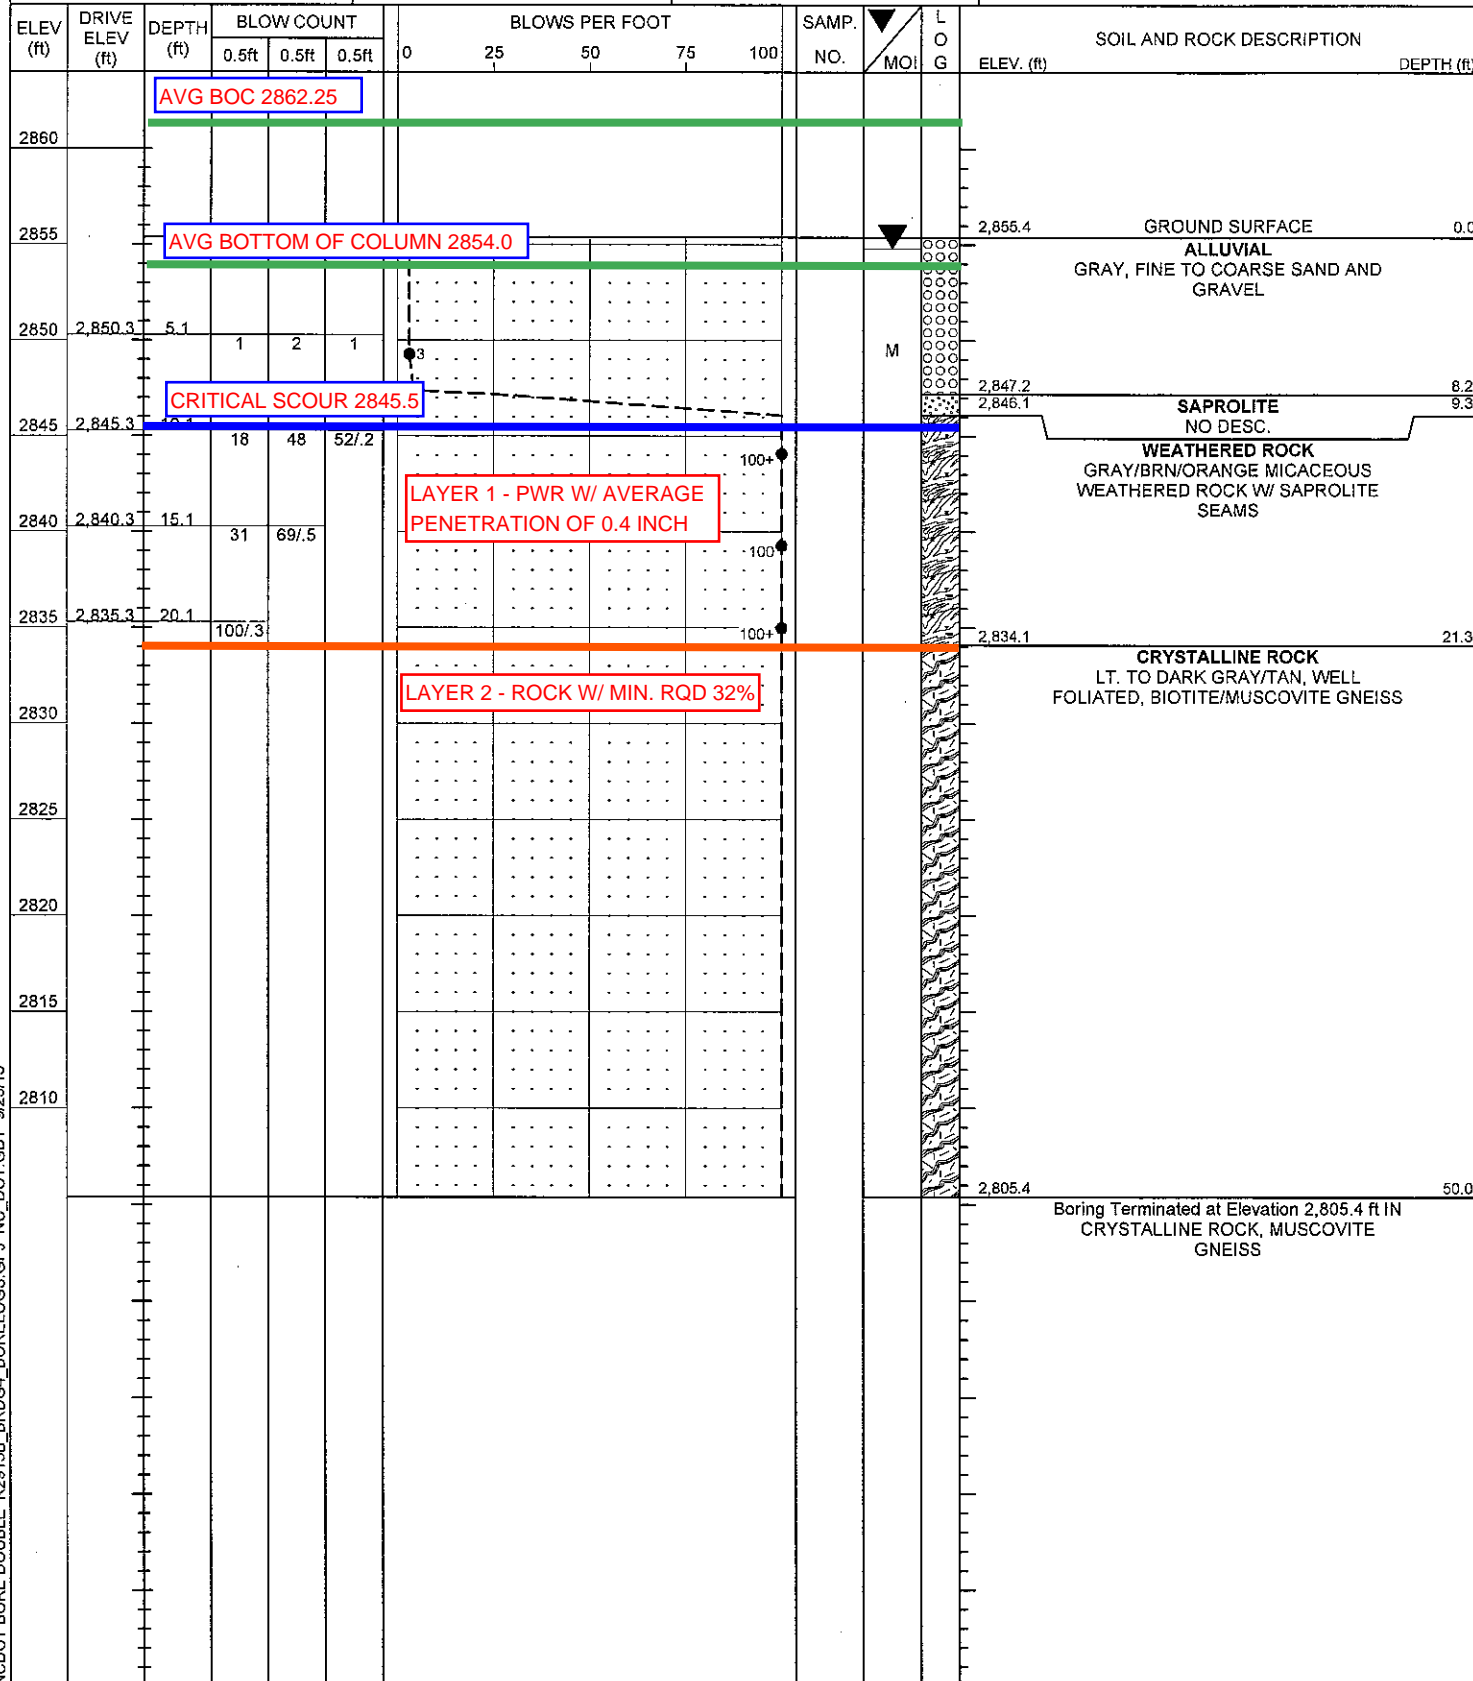 ELEV (ft)
DRIVE ELEV (ft)
DEPTH (ft)
BLOW COUNT
0.5ft 0.5ft 0.5ft
BLOWS PER FOOT
0 25 50 75 100
SAMP. NO.
MOI
LOG
SOIL AND ROCK DESCRIPTION
ELEV. (ft) DEPTH (ft)
AVG BOC 2862.25
2860
2,855.4 GROUND SURFACE 0.0
2855
AVG BOTTOM OF COLUMN 2854.0
ALLUVIAL
GRAY, FINE TO COARSE SAND AND
GRAVEL
2850 2,850.3 5.1
1 2 1
3
M
2,847.2 8.2
CRITICAL SCOUR 2845.5
2,846.1 SAPROLITE 9.3
NO DESC.
2845 2,845.3
18 48 52/.2
100+
WEATHERED ROCK
GRAY/BRN/ORANGE MICACEOUS
WEATHERED ROCK W/ SAPROLITE
SEAMS
LAYER 1 - PWR W/ AVERAGE
PENETRATION OF 0.4 INCH
2840 2,840.3 15.1
31 69/.5
100
2835 2,835.3 20.1
100/.3
100+
2,834.1 21.3
CRYSTALLINE ROCK
LT. TO DARK GRAY/TAN, WELL
FOLIATED, BIOTITE/MUSCOVITE GNEISS
LAYER 2 - ROCK W/ MIN. RQD 32%
2830
2825
2820
2815
2810
2,805.4 50.0
Boring Terminated at Elevation 2,805.4 ft IN
CRYSTALLINE ROCK, MUSCOVITE
GNEISS